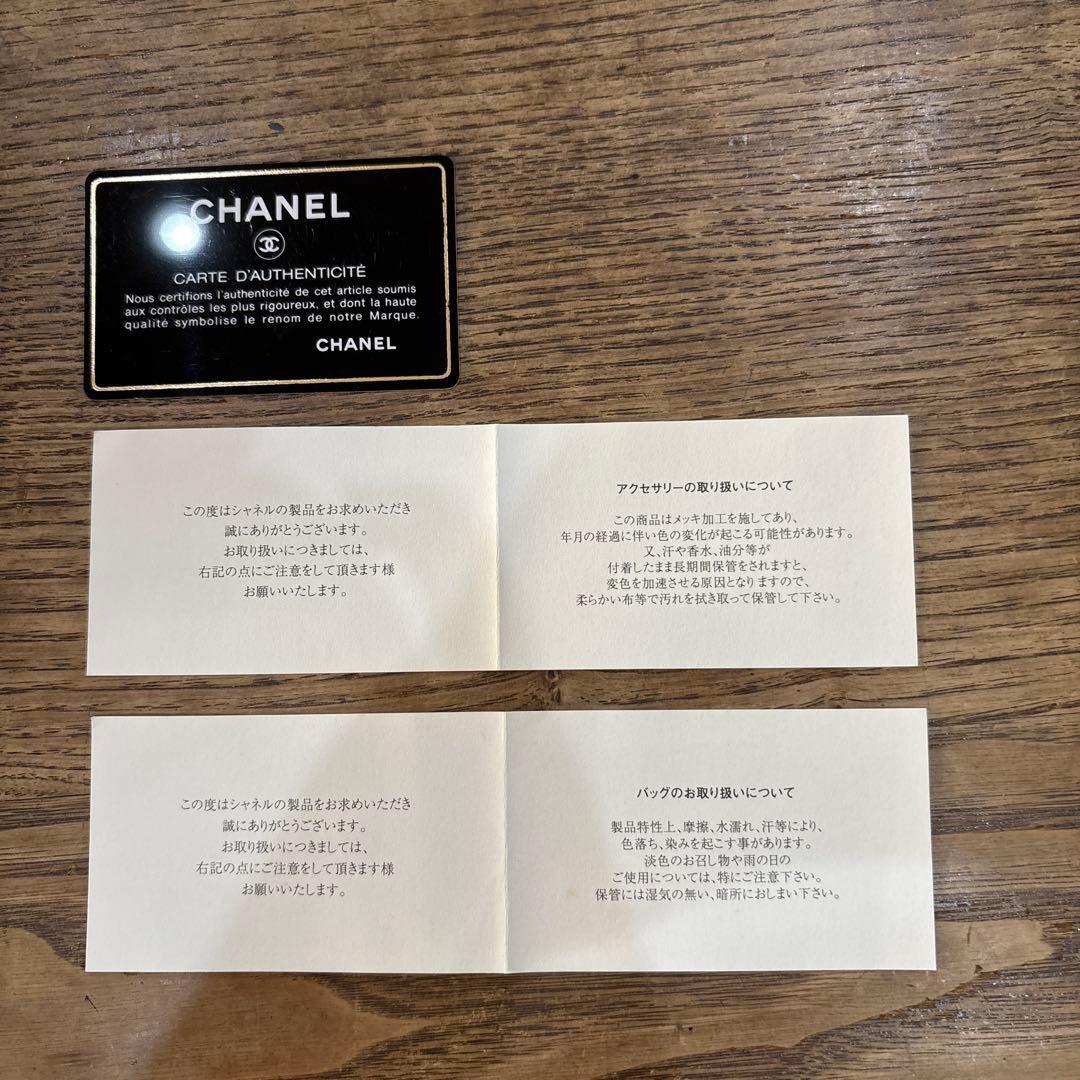 CHANEL
CARTE D'AUTHENTICITÉ
Nous certifions l'authenticité de cet article soumis
aux contrôles les plus rigoureux, et dont la haute
qualité symbolise le renom de notre Marque.
CHANEL
この度はシャネルの製品をお求めいただき
誠にありがとうございます。
お取り扱いにつきましては、
右記の点にご注意をして頂きます様
お願いいたします。
アクセサリーの取り扱いについて
この商品はメッキ加工を施してあり、
年月の経過に伴い色の変化が起こる可能性があります。
又、汗や香水、油分等が
付着したまま長期間保管をされますと、
変色を加速させる原因となりますので、
柔らかい布等で汚れを拭き取って保管して下さい。
この度はシャネルの製品をお求めいただき
誠にありがとうございます。
お取り扱いにつきましては、
右記の点にご注意をして頂きます様
お願いいたします。
バッグのお取り扱いについて
製品特性上、摩擦、水濡れ、汗等により、
色落ち、染みを起こす事があります。
淡色のお召し物や雨の日の
ご使用については、特にご注意下さい。
保管には湿気の無い、暗所におしまい下さい。